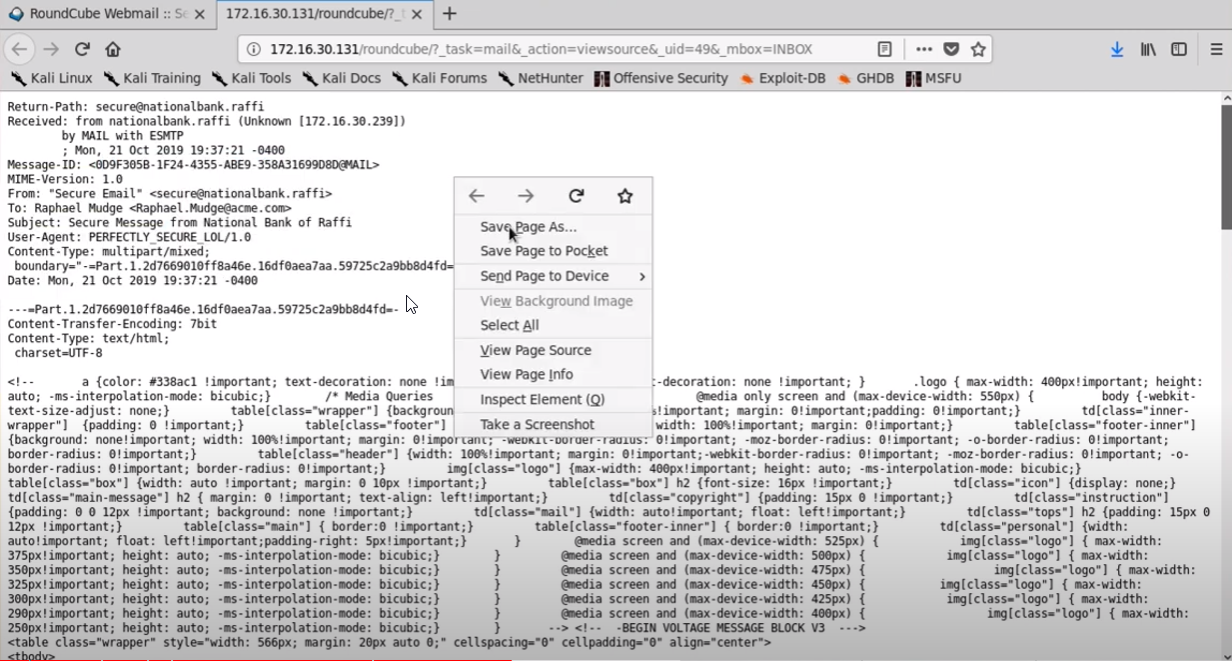 RoundCube Webmail :: Se
172.16.30.131/roundcube/?_t
172.16.30.131/roundcube/?_task=mail&_action=viewsource&_uid=49&_mbox=INBOX
Kali Linux Kali Training Kali Tools Kali Docs Kali Forums NetHunter Offensive Security Exploit-DB GHDB MSFU
Return-Path: secure@nationalbank.raffi
Received: from nationalbank.raffi (Unknown [172.16.30.239])
by MAIL with ESMTP
; Mon, 21 Oct 2019 19:37:21 -0400
Message-ID: <0D9F305B-1F24-4355-ABE9-358A31699D8D@MAIL>
MIME-Version: 1.0
From: "Secure Email" <secure@nationalbank.raffi>
To: Raphael Mudge <Raphael.Mudge@acme.com>
Subject: Secure Message from National Bank of Raffi
User-Agent: PERFECTLY_SECURE_LOL/1.0
Content-Type: multipart/mixed;
boundary="-=Part.1.2d7669010ff8a46e.16df0aea7aa.59725c2a9bb8d4fd=
Date: Mon, 21 Oct 2019 19:37:21 -0400
---=Part.1.2d7669010ff8a46e.16df0aea7aa.59725c2a9bb8d4fd=-
Content-Transfer-Encoding: 7bit
Content-Type: text/html;
charset=UTF-8
Save Page As...
Save Page to Pocket
Send Page to Device
View Background Image
Select All
View Page Source
View Page Info
Inspect Element (Q)
Take a Screenshot
<!-- a {color: #338ac1 !important; text-decoration: none !im -decoration: none !important; } .logo { max-width: 400px!important; height:
auto; -ms-interpolation-mode: bicubic;} /* Media Queries @media only screen and (max-device-width: 550px) { body {-webkit-
text-size-adjust: none;} table[class="wrapper"] {backgroun %!important; margin: 0!important;padding: 0!important;} table[class="inner-
wrapper"] {padding: 0 !important;} table[class="footer"] width: 100%!important; margin: 0!important;} table[class="footer-inner"]
{background: none!important; width: 100%!important; margin: 0!important; -webkit-border-radius: 0!important; -moz-border-radius: 0!important; -o-border-radius: 0!important;
border-radius: 0!important;} table[class="header"] {width: 100%!important; margin: 0!important;-webkit-border-radius: 0!important; -moz-border-radius: 0!important; -o-
border-radius: 0!important; border-radius: 0!important;} img[class="logo"] {max-width: 400px!important; height: auto; -ms-interpolation-mode: bicubic;}
table[class="box"] {width: auto !important; margin: 0 10px !important;} table[class="box"] h2 {font-size: 16px !important;} td[class="icon"] {display: none;}
td[class="main-message"] h2 { margin: 0 !important; text-align: left!important;} td[class="copyright"] {padding: 15px 0 !important;} td[class="instruction"]
{padding: 0 0 12px !important; background: none !important;} td[class="mail"] {width: auto!important; float: left!important;} td[class="tops"] h2 {padding: 15px 0
12px !important;} table[class="main"] { border:0 !important;} table[class="footer-inner"] { border:0 !important;} td[class="personal"] {width:
auto!important; float: left!important;padding-right: 5px!important;} } @media screen and (max-device-width: 525px) { img[class="logo"] { max-width:
375px!important; height: auto; -ms-interpolation-mode: bicubic;} } @media screen and (max-device-width: 500px) { img[class="logo"] { max-width:
350px!important; height: auto; -ms-interpolation-mode: bicubic;} } @media screen and (max-device-width: 475px) { img[class="logo"] { max-width:
325px!important; height: auto; -ms-interpolation-mode: bicubic;} } @media screen and (max-device-width: 450px) { img[class="logo"] { max-width:
300px!important; height: auto; -ms-interpolation-mode: bicubic;} } @media screen and (max-device-width: 425px) { img[class="logo"] { max-width:
290px!important; height: auto; -ms-interpolation-mode: bicubic;} } @media screen and (max-device-width: 400px) { img[class="logo"] { max-width:
250px!important; height: auto; -ms-interpolation-mode: bicubic;} } --> <!-- -BEGIN VOLTAGE MESSAGE BLOCK V3 --->
<table class="wrapper" style="width: 566px; margin: 20px auto 0;" cellspacing="0" cellpadding="0" align="center">
<tbody>